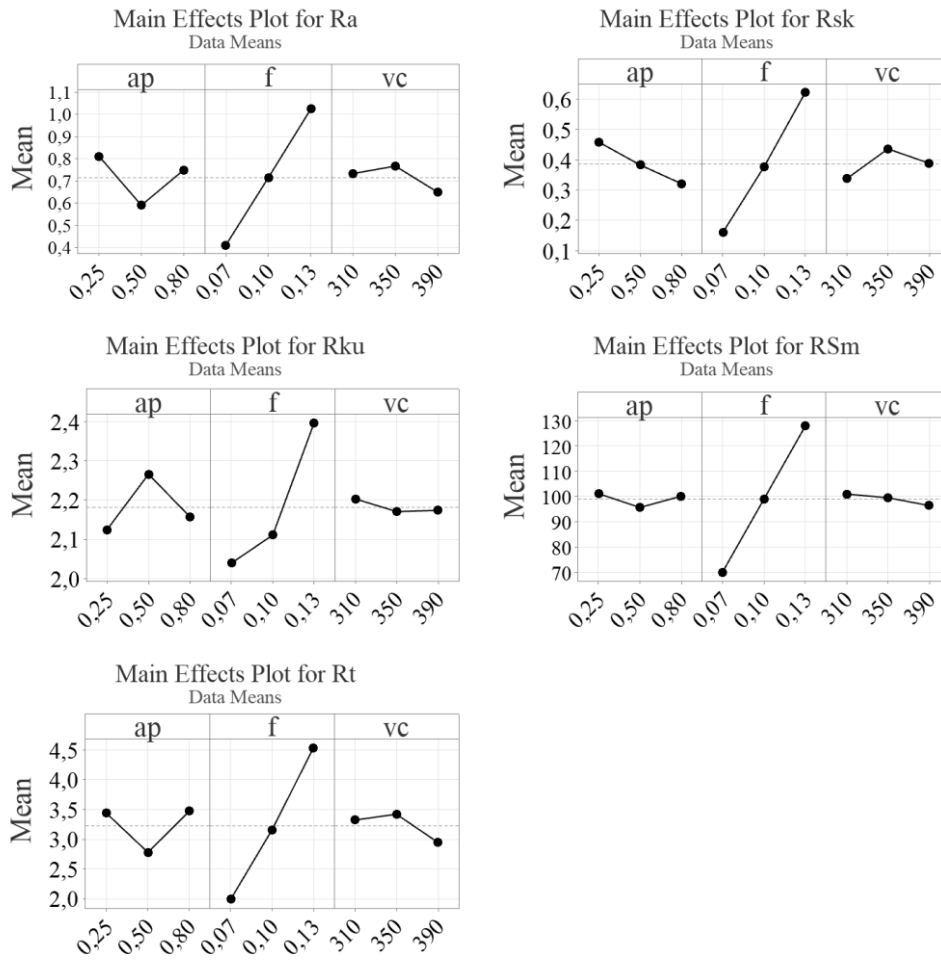 Main Effects Plot for Ra
Data Means
ap f vc
Mean
1,1
1,0
0,9
0,8
0,7
0,6
0,5
0,4
0,25 0,50 0,80 0,07 0,10 0,13 310 350 390
Main Effects Plot for Rsk
Data Means
ap f vc
Mean
0,6
0,5
0,4
0,3
0,2
0,1
0,25 0,50 0,80 0,07 0,10 0,13 310 350 390
Main Effects Plot for Rku
Data Means
ap f vc
Mean
2,4
2,3
2,2
2,1
2,0
0,25 0,50 0,80 0,07 0,10 0,13 310 350 390
Main Effects Plot for RSm
Data Means
ap f vc
Mean
130
120
110
100
90
80
70
0,25 0,50 0,80 0,07 0,10 0,13 310 350 390
Main Effects Plot for Rt
Data Means
ap f vc
Mean
4,5
4,0
3,5
3,0
2,5
2,0
0,25 0,50 0,80 0,07 0,10 0,13 310 350 390